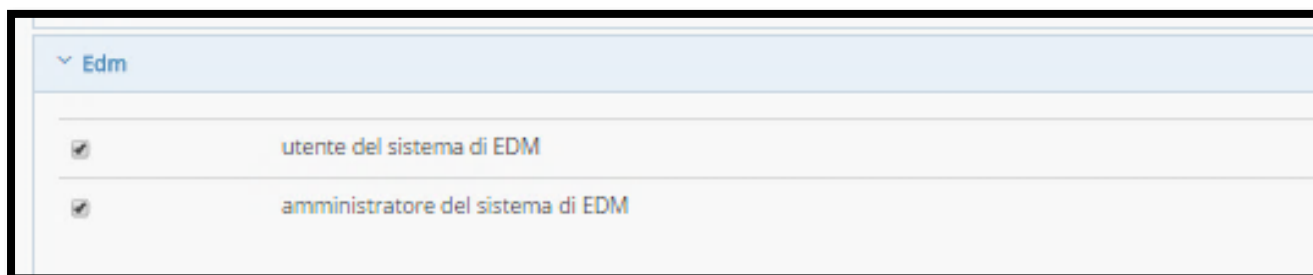 Edm
utente del sistema di EDM
amministratore del sistema di EDM